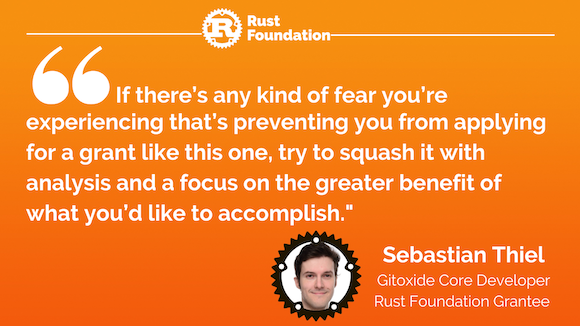 Rust
Foundation
If there's any kind of fear you're
experiencing that's preventing you from applying
for a grant like this one, try to squash it with
analysis and a focus on the greater benefit of
what you'd like to accomplish."
Sebastian Thiel
Gitoxide Core Developer
Rust Foundation Grantee